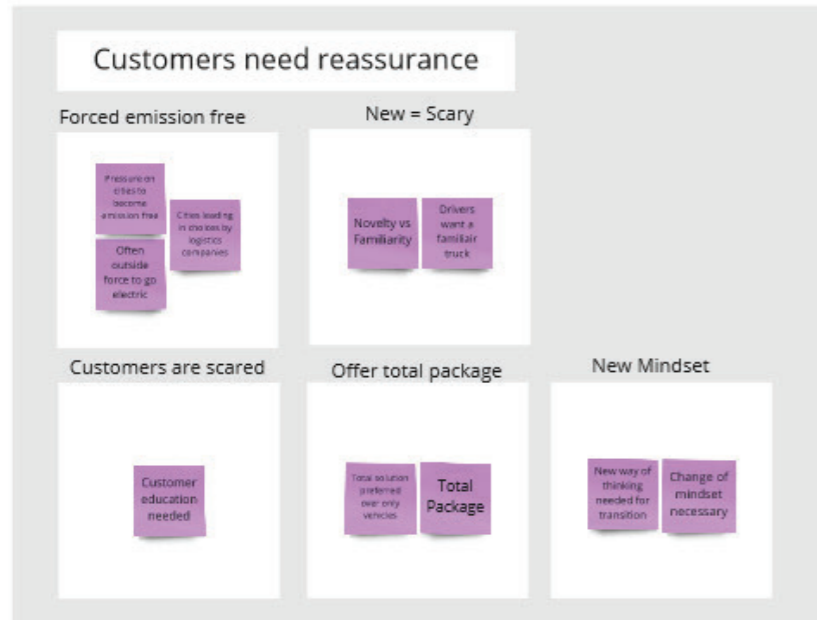 Customers need reassurance
Forced emission free
New = Scary
Pressure on
cities to
become
emission free
Cities leading
in choices by
logistics
companies
Often
outside
force to go
electric
Novelty vs
Familiarity
Drivers
want a
familiair
truck
Customers are scared
Offer total package
New Mindset
Customer
education
needed
Total solution
preferred
over only
vehicles
Total
Package
New way of
thinking
needed for
transition
Change of
mindset
necessary